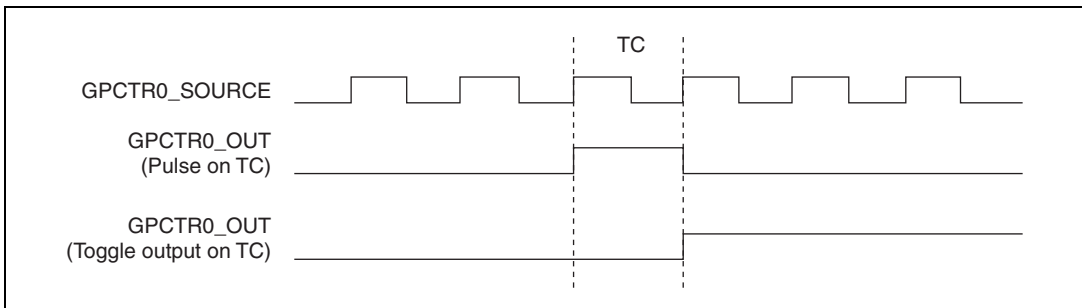 TC
GPCTR0_SOURCE
GPCTR0_OUT
(Pulse on TC)
GPCTR0_OUT
(Toggle output on TC)